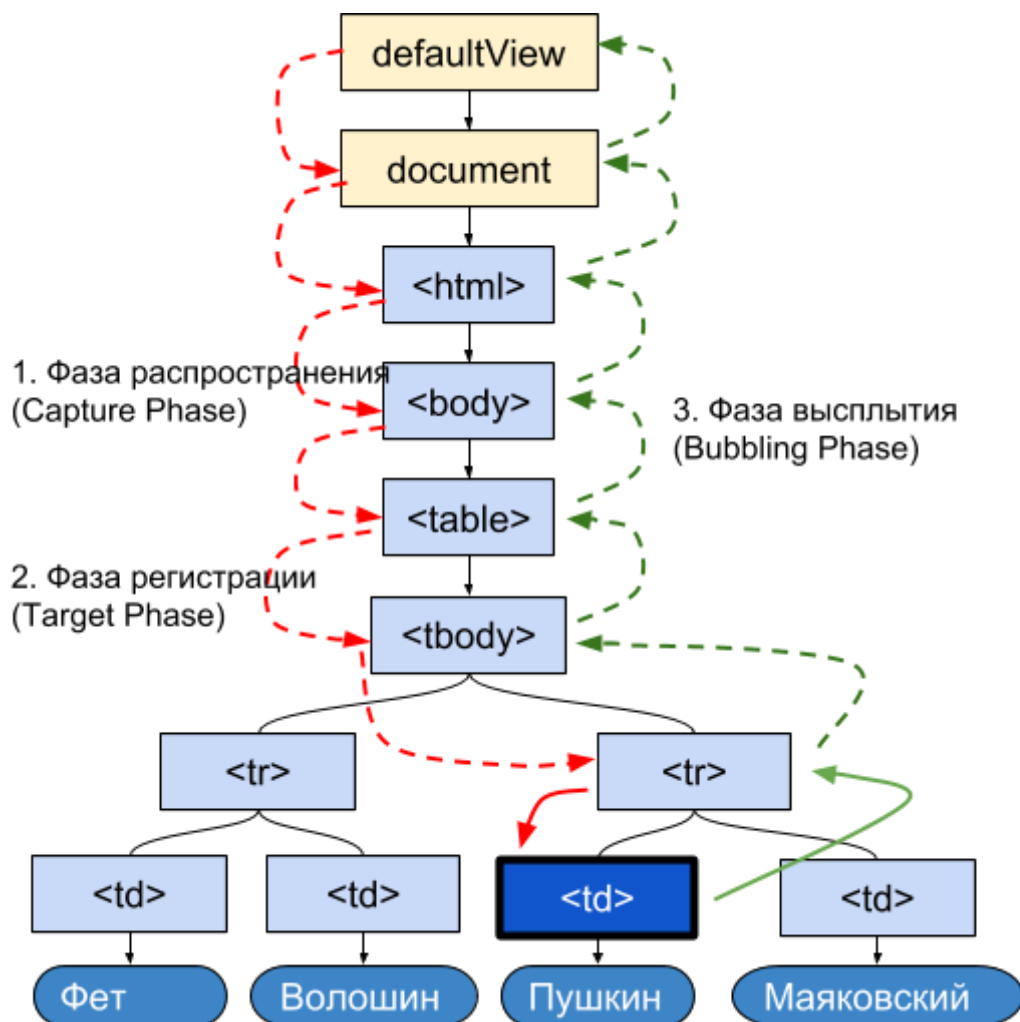 defaultView
document
<html>
1. Фаза распространения
(Capture Phase)
<body>
3. Фаза высплытия
(Bubbling Phase)
<table>
2. Фаза регистрации
(Target Phase)
<tbody>
<tr>
<tr>
<td>
<td>
<td>
<td>
Фет
Волошин
Пушкин
Маяковский